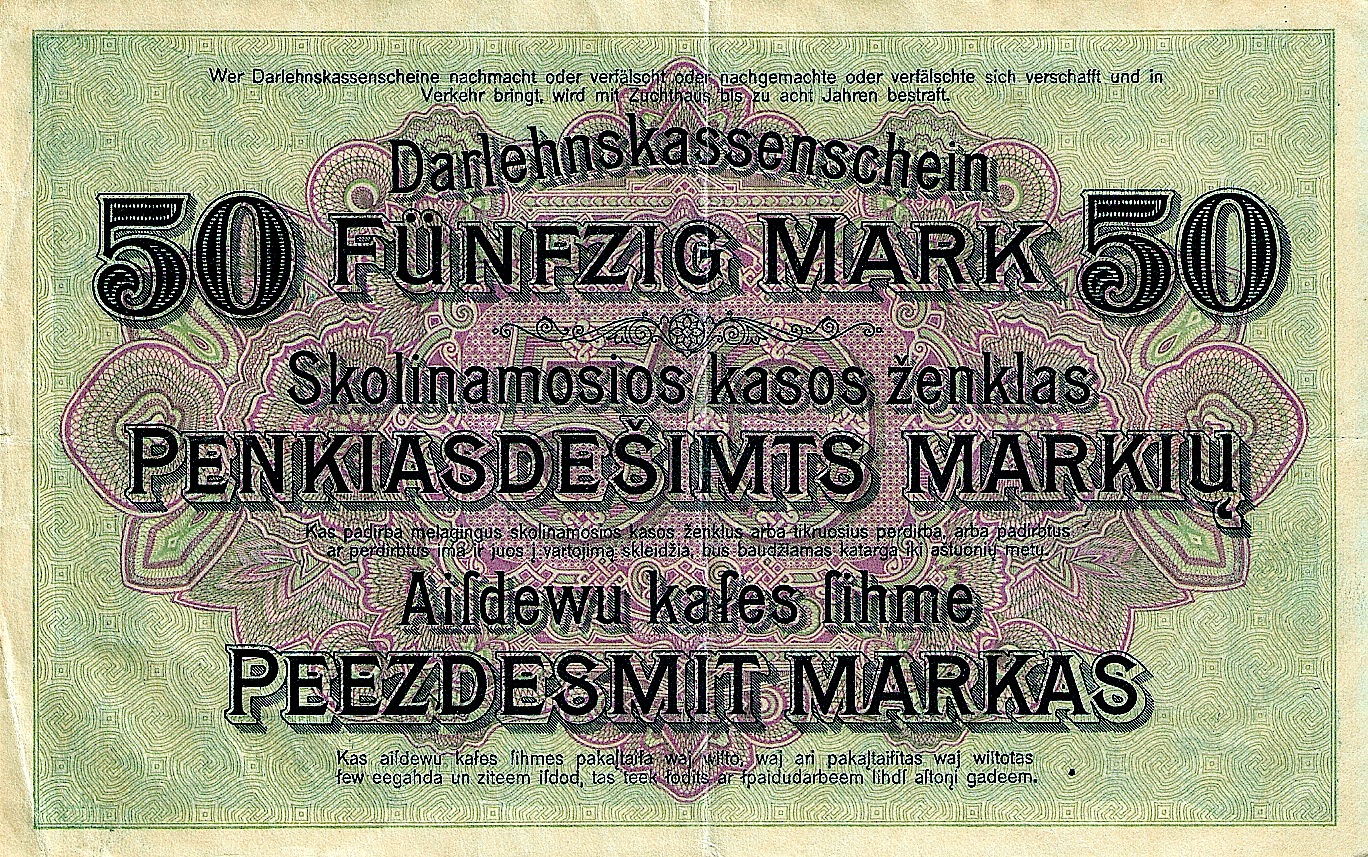 Wer Darlehnskassenscheine nachmacht oder verfälscht oder nachgemachte oder verfälschte sich verschafft und in
Verkehr bringt, wird mit Zuchthaus bis zu acht Jahren bestraft.
Darlehnskassenschein
50 FÜNFZIG MARK 50
Skolinamosios kasos ženklas
PENKIASDEŠIMTS MARKIŲ
Kas padirba melagingus skolinamosios kasos ženklus arba tikruosius perdirba, arba padirbtus
ar perdirbtus ima ir juos į vartojimą skleidžia, bus baudžiamas katarga iki aštuonių metų.
Aiſdewu kaſes ſihme
PEEZDESMIT MARKAS
Kas aiſdewu kaſes ſihmes pakaļtaiſa waj wilto, waj ari pakaļtaiſitas waj wiltotas
ſew eegahda un ziteem iſdod, tas teek ſodits ar ſpaidudarbeem lihdſ aſtoņi gadeem.